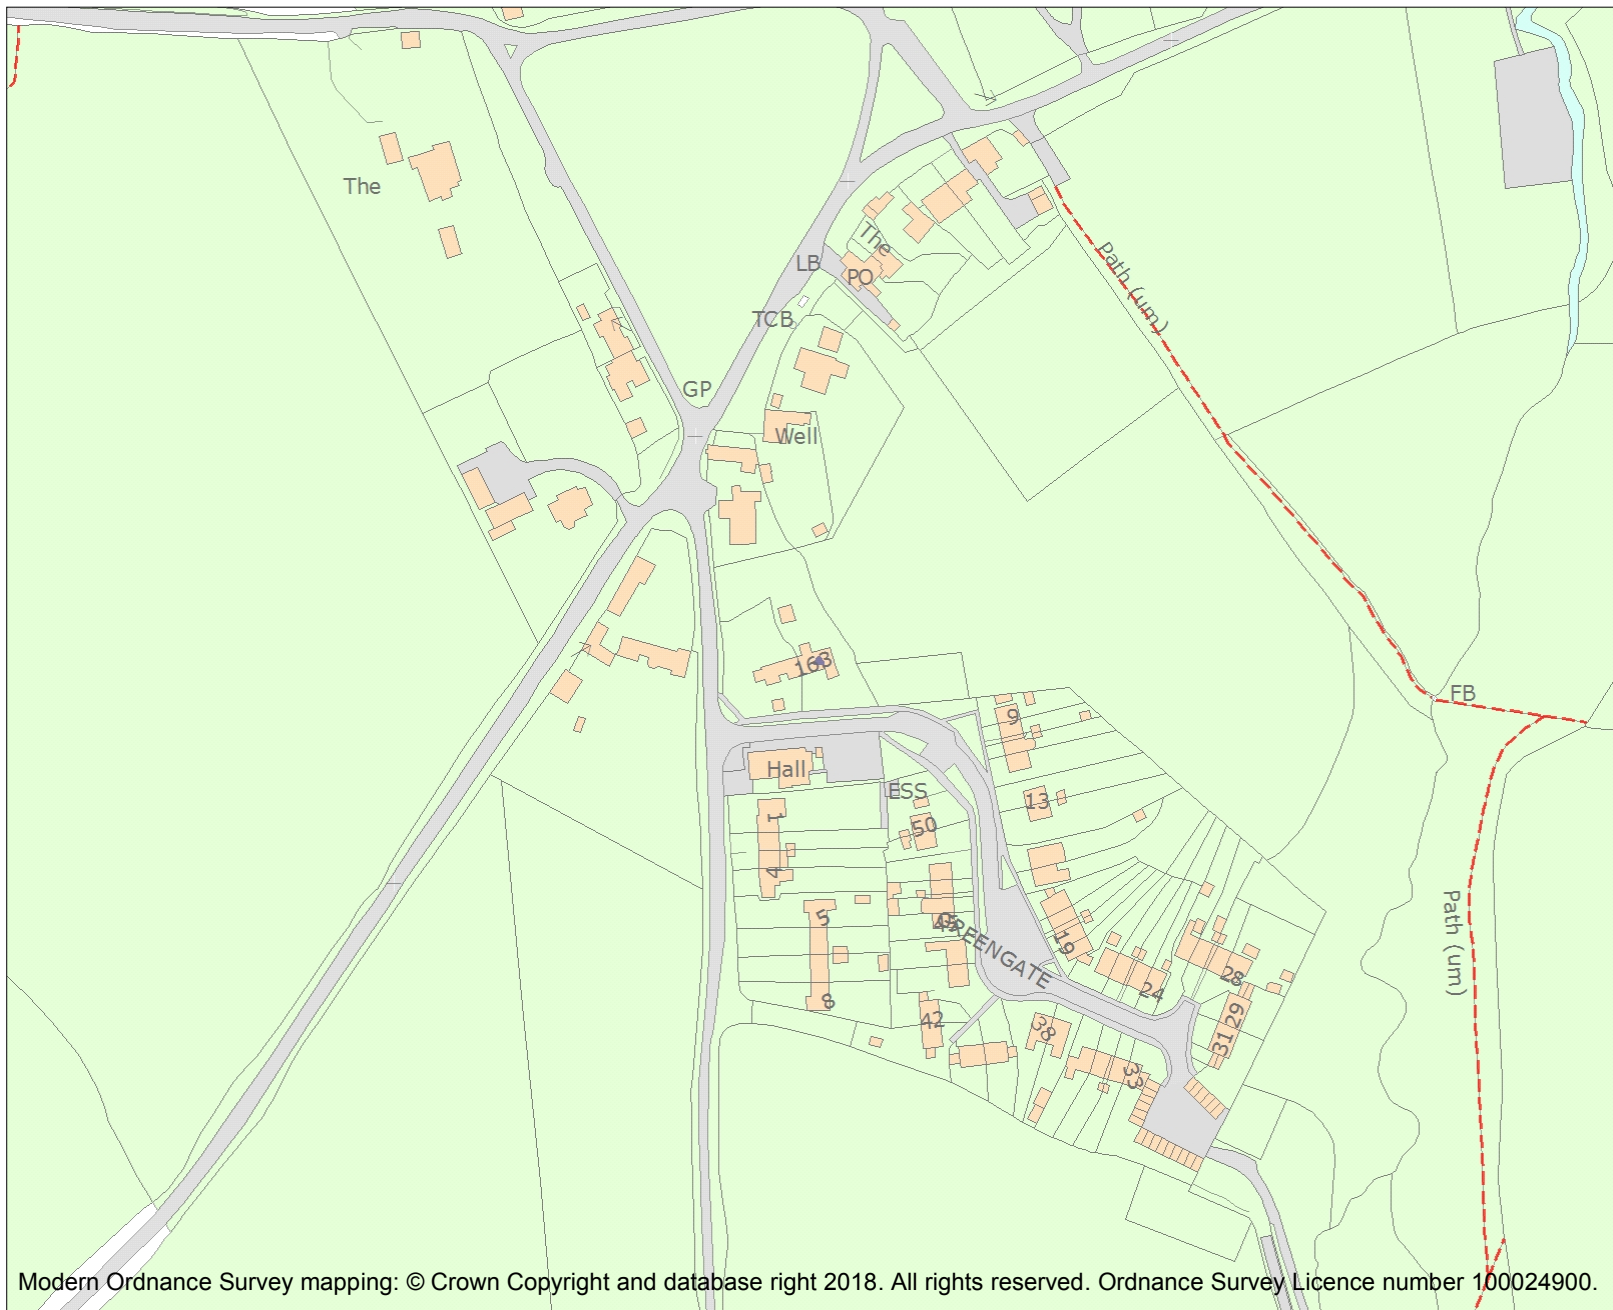 The
Path (um)
The
LB
PO
TCB
GP
Well
163
FB
9
Hall
ESS
13
1
50
4
5
45
GREENGATE
19
28
24
8
29
42
38
31
33
Path (um)
Modern Ordnance Survey mapping: © Crown Copyright and database right 2018. All rights reserved. Ordnance Survey Licence number 100024900.